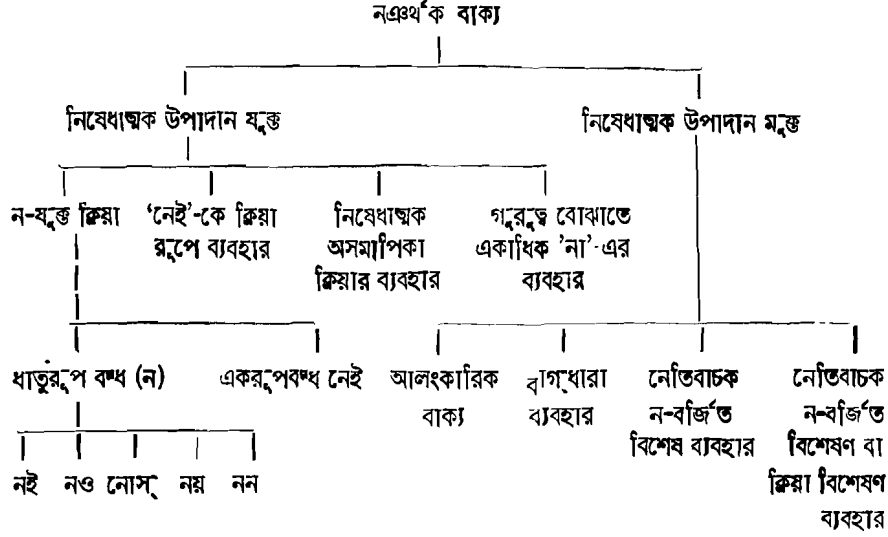 নঞর্থক বাক্য
নিষেধাত্মক উপাদান যুক্ত নিষেধাত্মক উপাদান মুক্ত
ন-যুক্ত ক্রিয়া 'নেই'-কে ক্রিয়া নিষেধাত্মক গুরুত্ব বোঝাতে
রূপে ব্যবহার অসমাপিকা একাধিক 'না'-এর
ক্রিয়ার ব্যবহার ব্যবহার
ধাতুরূপ বন্ধ (ন) একরূপবন্ধ নেই আলংকারিক বাগ্‌ধারা নেতিবাচক নেতিবাচক
বাক্য ব্যবহার ন-বর্জিত ন-বর্জিত
বিশেষ ব্যবহার বিশেষণ বা
নই নও নোস্ নয় নন ক্রিয়া বিশেষণ
ব্যবহার